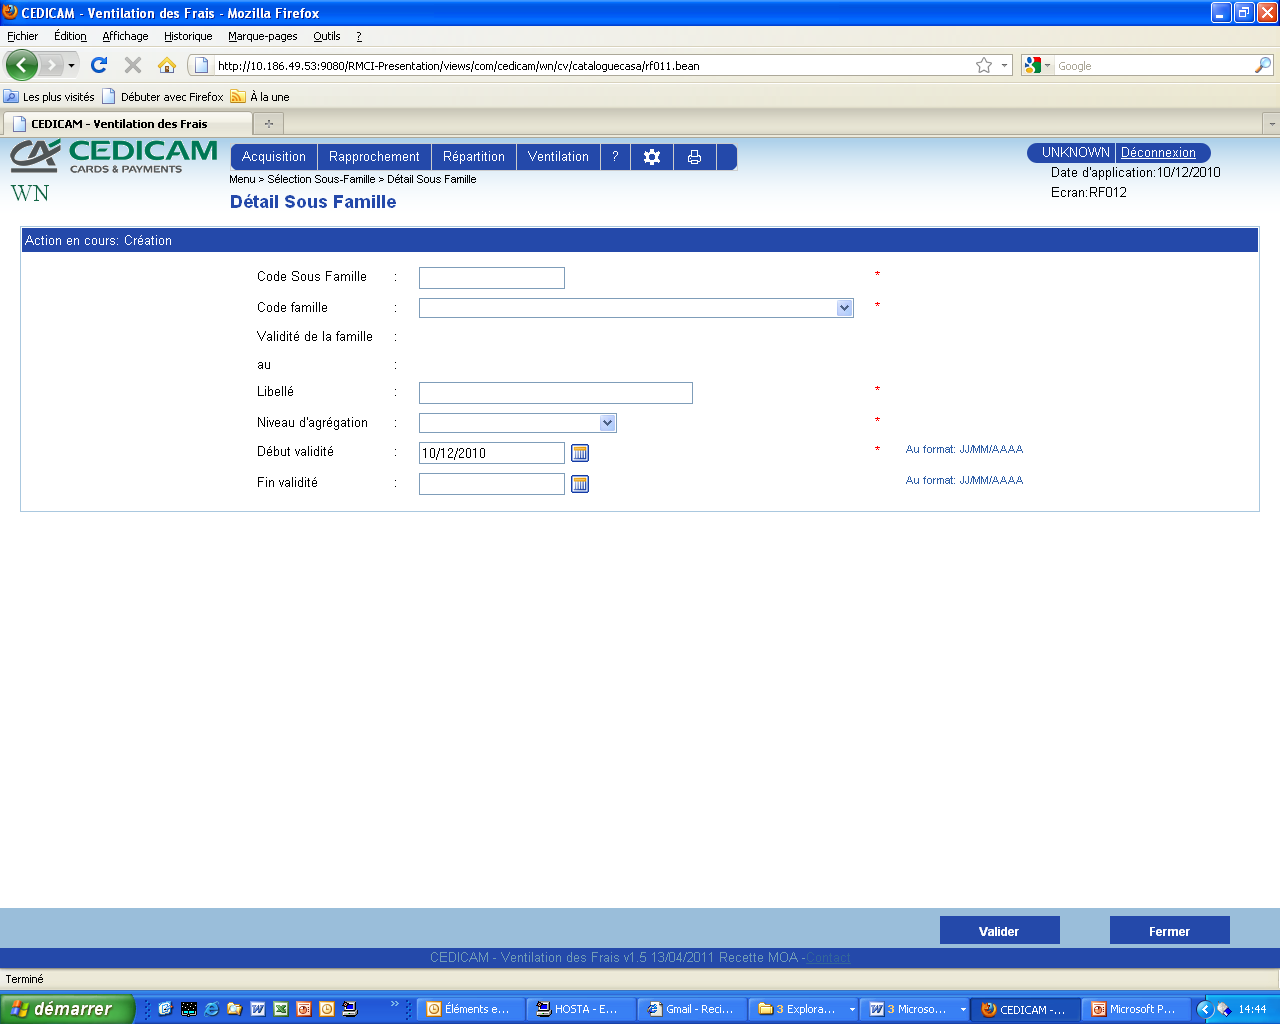 CEDICAM - Ventilation des Frais - Mozilla Firefox
Fichier Édition Affichage Historique Marque-pages Outils ?
http://10.186.49.53:9080/RMCI-Presentation/views/com/cedicam/wn/cv/cataloguecasa/rf011.bean
Google
Les plus visités Débuter avec Firefox À la une
CEDICAM - Ventilation des Frais
CA CEDICAM
CARDS & PAYMENTS
WN
Acquisition Rapprochement Répartition Ventilation ?
UNKNOWN Déconnexion
Menu > Sélection Sous-Famille > Détail Sous Famille
Date d'application:10/12/2010
Ecran:RF012
Détail Sous Famille
Action en cours: Création
Code Sous Famille : *
Code famille : *
Validité de la famille :
au :
Libellé : *
Niveau d'agrégation : *
Début validité : 10/12/2010 * Au format: JJ/MM/AAAA
Fin validité : Au format: JJ/MM/AAAA
Valider Fermer
CEDICAM - Ventilation des Frais v1.5 13/04/2011 Recette MOA -Contact
Terminé
démarrer » Éléments e... HOSTA - E... Gmail - Reci... 3 Explora... 3 Microso... CEDICAM -... Microsoft P... 14:44